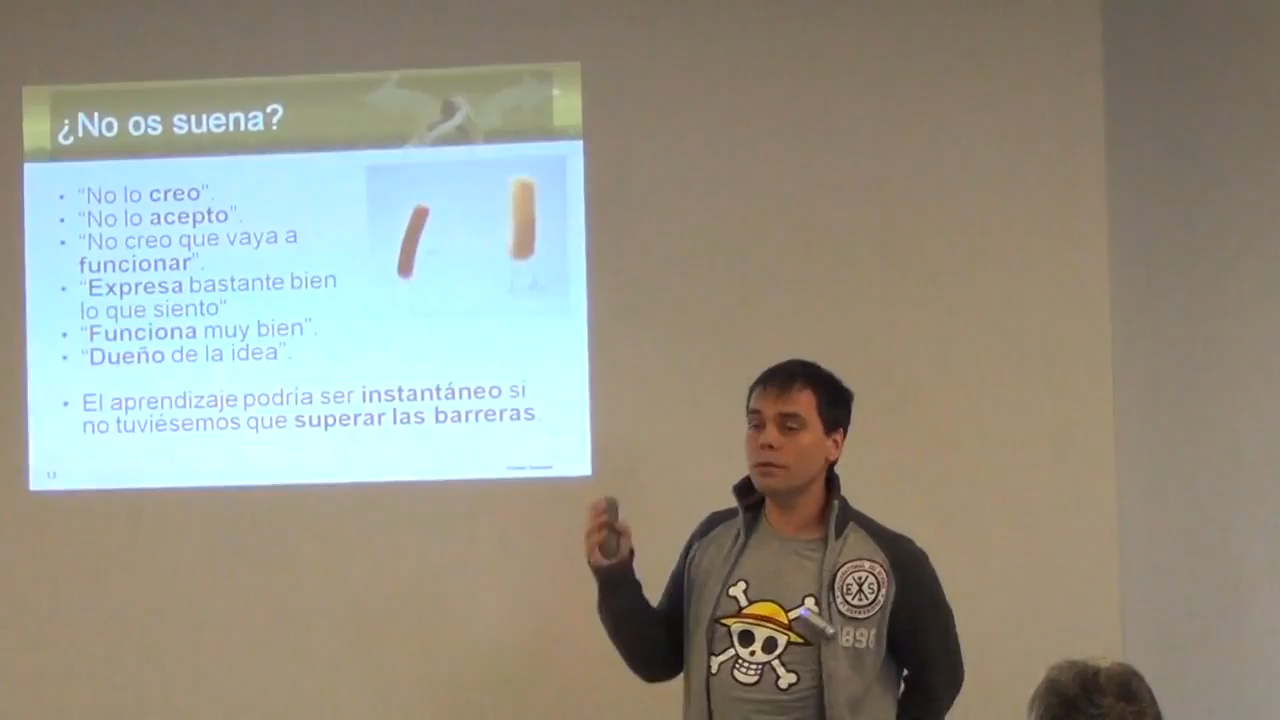 ¿No os suena?
• "No lo creo".
• "No lo acepto".
• "No creo que vaya a
funcionar".
• "Expresa bastante bien
lo que siento"
• "Funciona muy bien".
• "Dueño de la idea".
• El aprendizaje podría ser instantáneo si
no tuviésemos que superar las barreras.
13
EXS